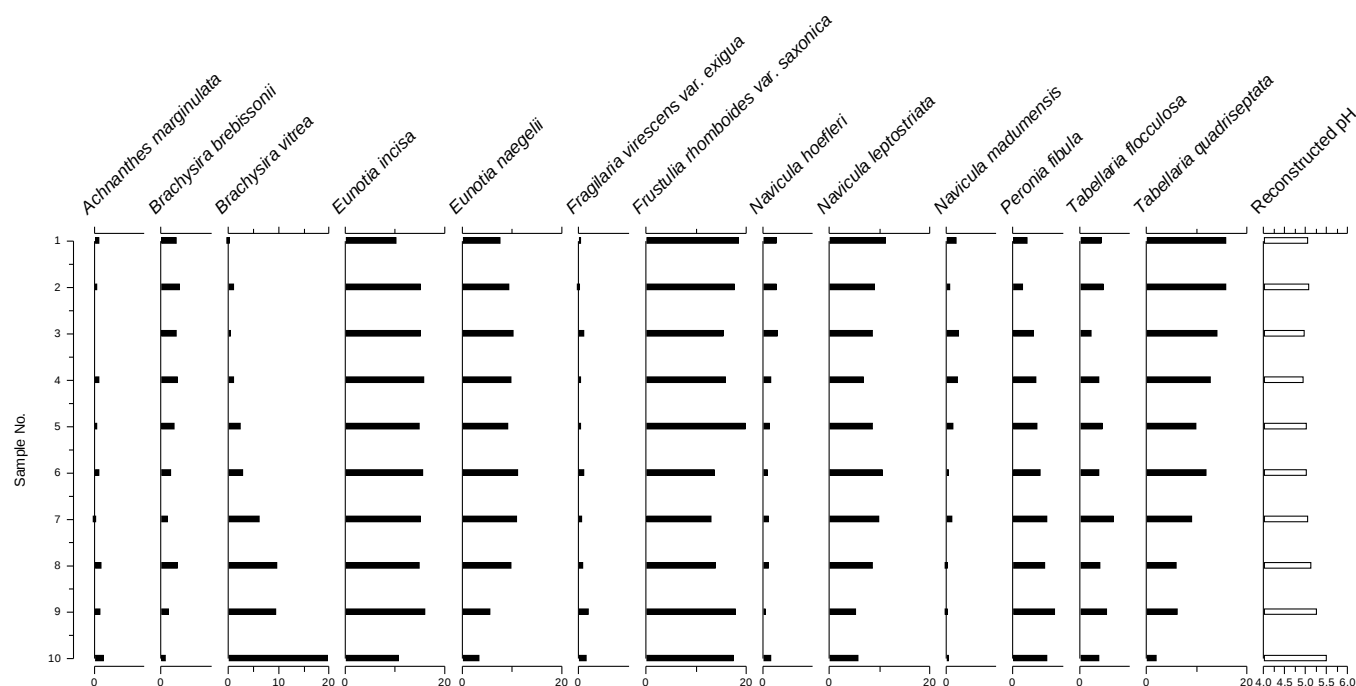 Achnanthes marginulata
Brachysira brebissonii
Brachysira vitrea
Eunotia incisa
Eunotia naegelii
Fragilaria virescens var. exigua
Frustulia rhomboides var. saxonica
Navicula hoefleri
Navicula leptostriata
Navicula madumensis
Peronia fibula
Tabellaria flocculosa
Tabellaria quadriseptata
Reconstructed pH
Sample No.
1
2
3
4
5
6
7
8
9
10
0 0 0 10 20 0 20 0 20 0 0 20 0 0 20 0 0 0 0 20 4.0 4.5 5.0 5.5 6.0